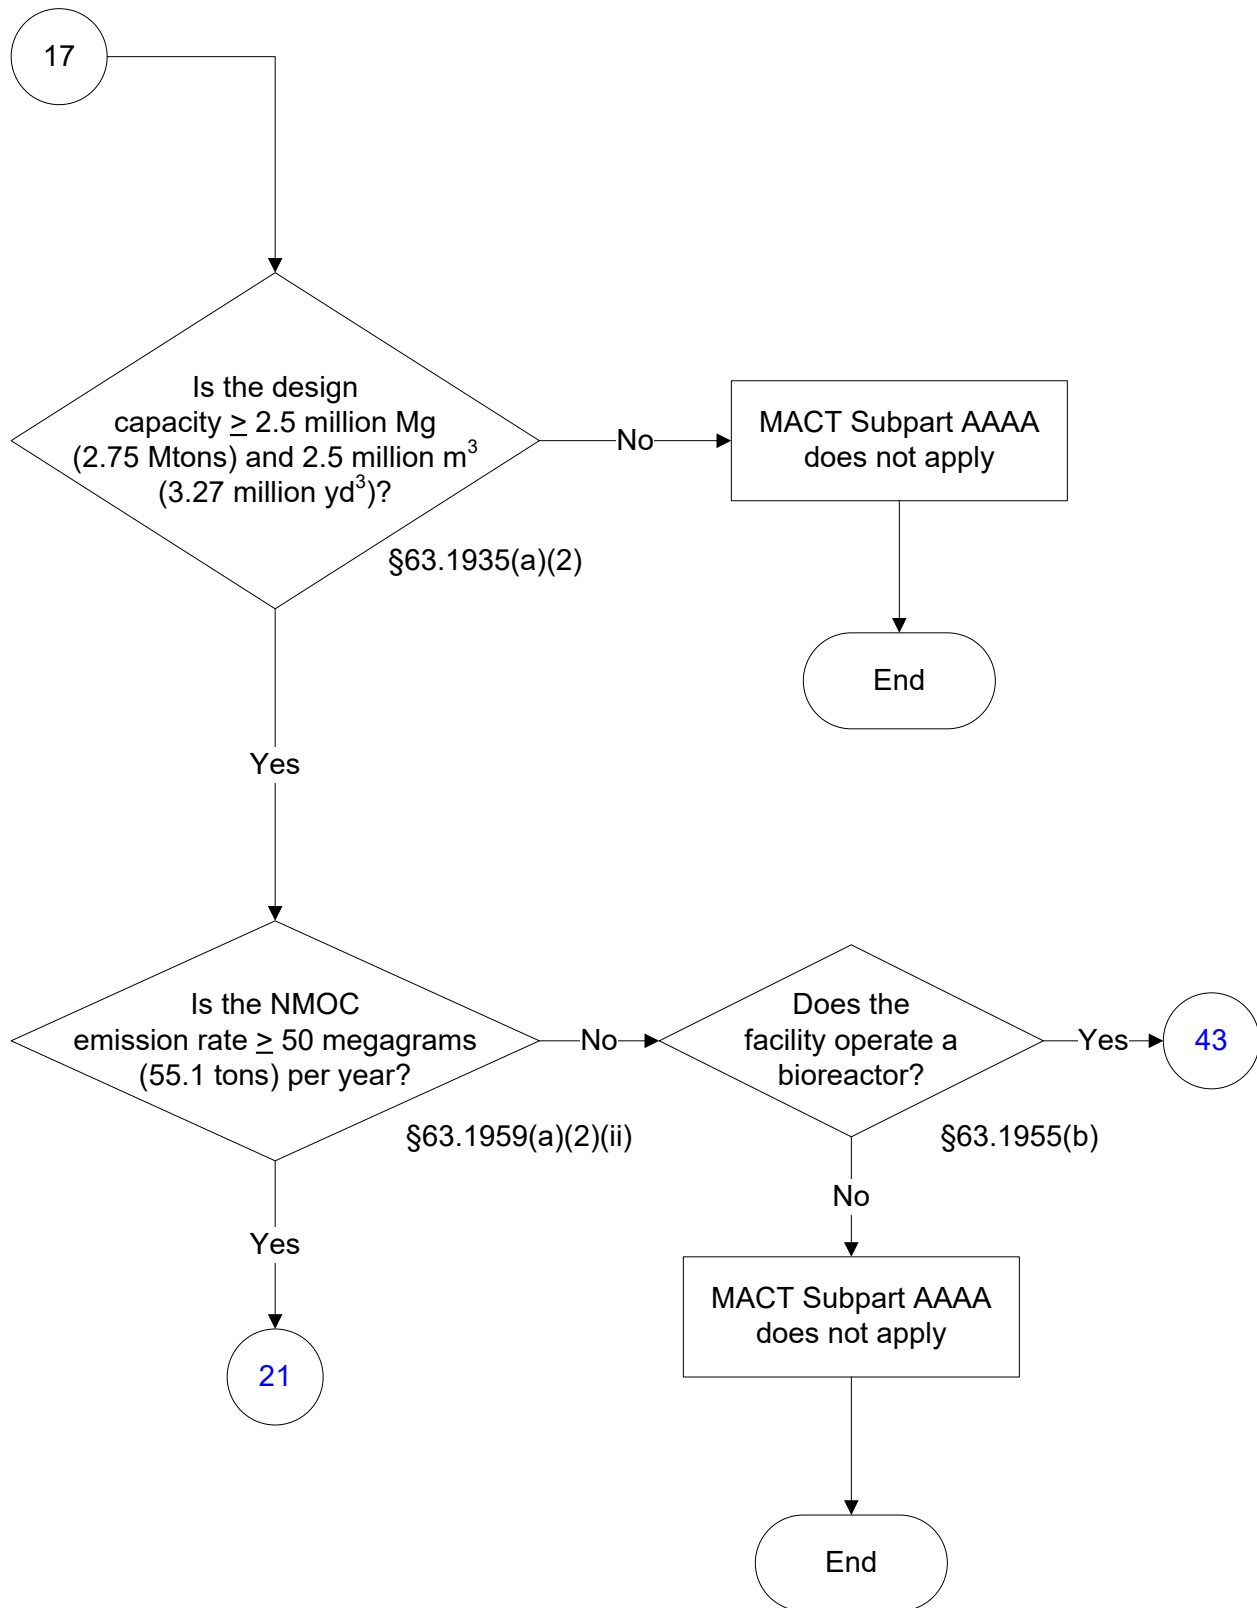 17
Is the design
capacity ≥ 2.5 million Mg
(2.75 Mtons) and 2.5 million m³
(3.27 million yd³)?
No
MACT Subpart AAAA
does not apply
§63.1935(a)(2)
End
Yes
Is the NMOC
emission rate ≥ 50 megagrams
(55.1 tons) per year?
No
Does the
facility operate a
bioreactor?
Yes
43
§63.1959(a)(2)(ii)
§63.1955(b)
No
Yes
MACT Subpart AAAA
does not apply
21
End